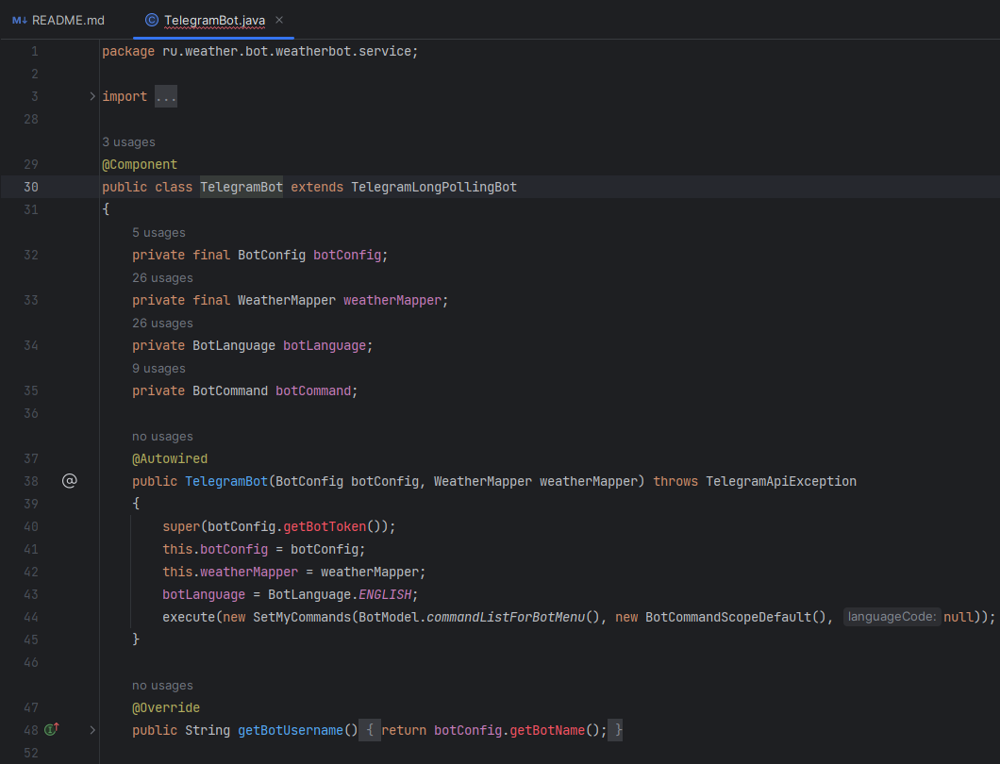 M↓ README.md
TelegramBot.java
1 package ru.weather.bot.weatherbot.service;
2
3 import ...
28
3 usages
29 @Component
30 public class TelegramBot extends TelegramLongPollingBot
31 {
5 usages
32 private final BotConfig botConfig;
26 usages
33 private final WeatherMapper weatherMapper;
26 usages
34 private BotLanguage botLanguage;
9 usages
35 private BotCommand botCommand;
36
no usages
37 @Autowired
38 public TelegramBot(BotConfig botConfig, WeatherMapper weatherMapper) throws TelegramApiException
39 {
40 super(botConfig.getBotToken());
41 this.botConfig = botConfig;
42 this.weatherMapper = weatherMapper;
43 botLanguage = BotLanguage.ENGLISH;
44 execute(new SetMyCommands(BotModel.commandListForBotMenu(), new BotCommandScopeDefault(), languageCode: null));
45 }
46
no usages
47 @Override
48 public String getBotUsername() { return botConfig.getBotName(); }
52